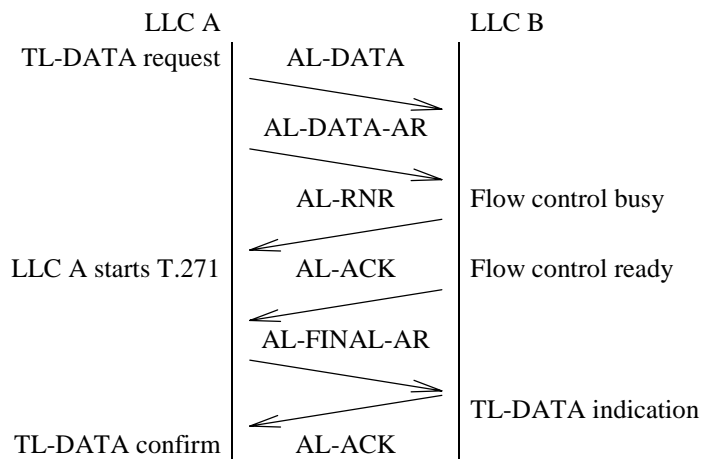 LLC A LLC B
TL-DATA request AL-DATA
AL-DATA-AR
AL-RNR Flow control busy
LLC A starts T.271 AL-ACK Flow control ready
AL-FINAL-AR
TL-DATA indication
TL-DATA confirm AL-ACK